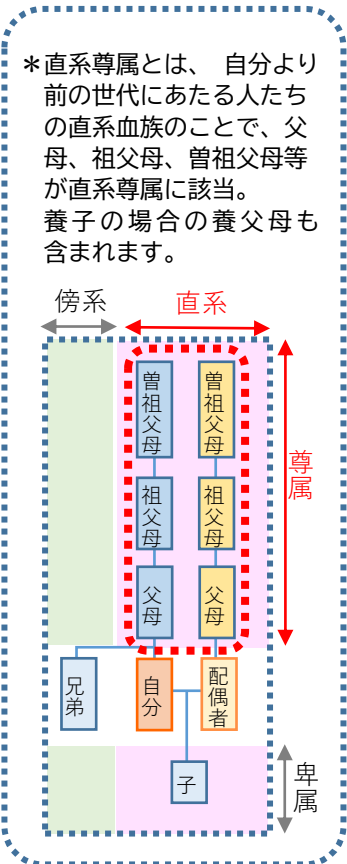 ＊直系尊属とは、 自分より
前の世代にあたる人たち
の直系血族のことで、父
母、祖父母、曽祖父母等
が直系尊属に該当。
養子の場合の養父母も
含まれます。
傍系
直系
曽祖父母
曽祖父母
尊属
祖父母
祖父母
父母
父母
兄弟
自分
配偶者
子
卑属